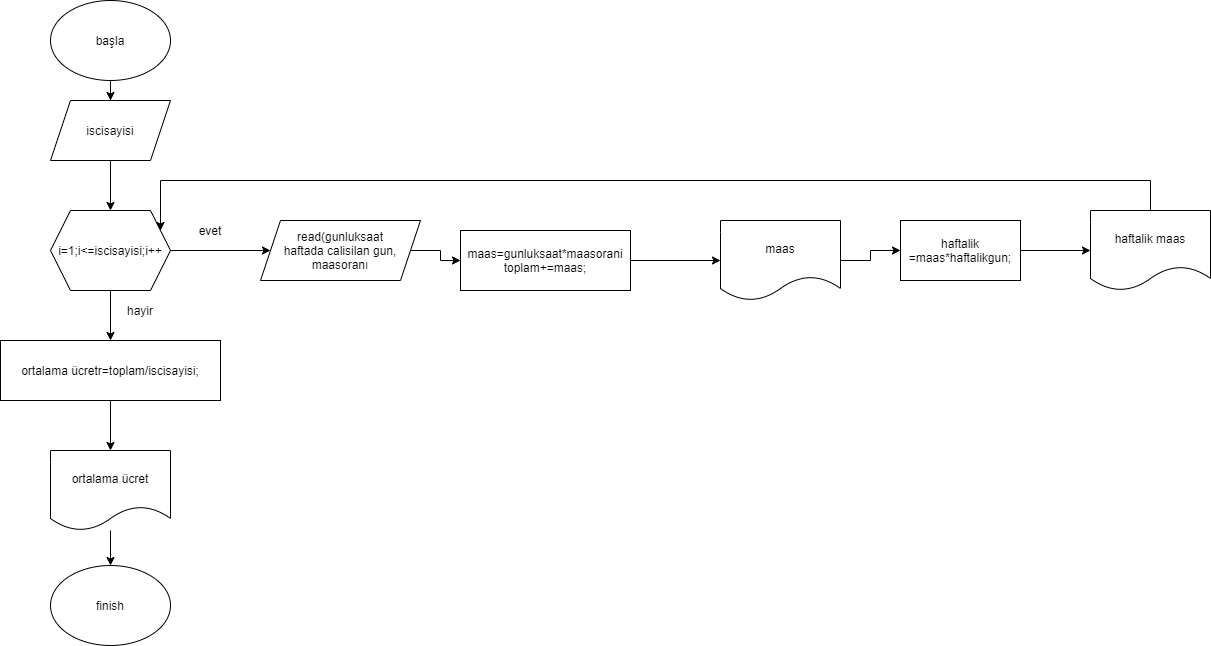 başla
iscisayisi
i=1;i<=iscisayisi;i++
evet
read(gunluksaat
haftada calisilan gun,
maasoranı
maas=gunluksaat*maasorani
toplam+=maas;
maas
haftalik
=maas*haftalikgun;
haftalik maas
hayir
ortalama ücretr=toplam/iscisayisi;
ortalama ücret
finish